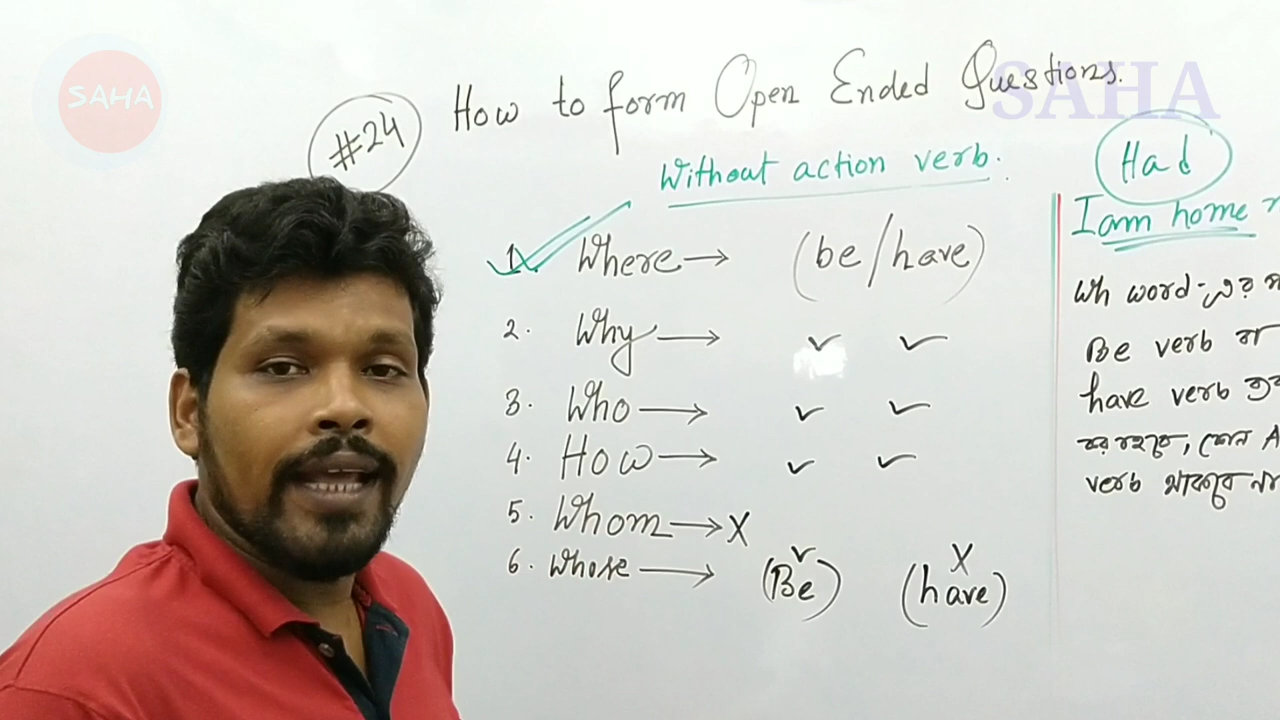 SAHA
SAHA
#24
How to form Open Ended Questions.
Without action verb.
1. Where → (be/have)
2. Why → ✓ ✓
3. Who → ✓ ✓
4. How → ✓ ✓
5. Whom → X
6. Whose → (Be) ✓ (have) X
Had
I am home
Wh word-এর
Be verb বা
have verb
verb থাকবে না